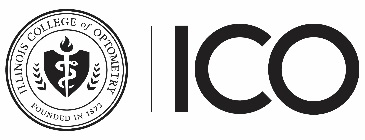 ILLINOIS COLLEGE of OPTOMETRY
FOUNDED IN 1872
ICO